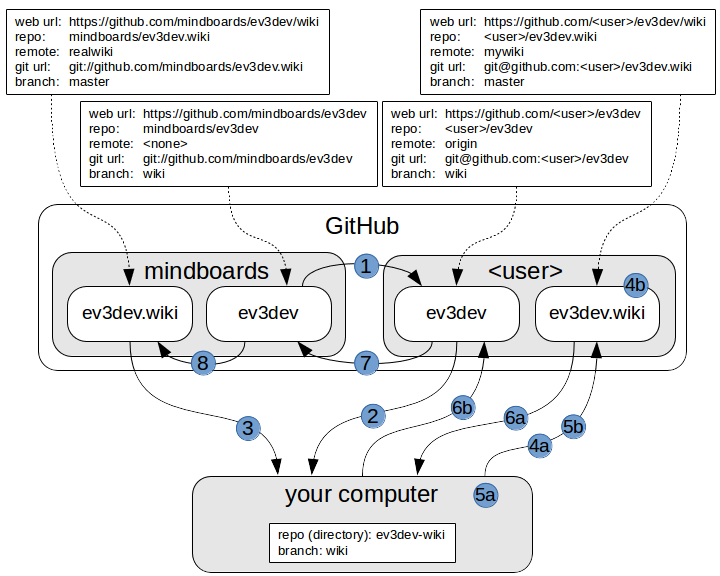 web url: https://github.com/mindboards/ev3dev/wiki
repo: mindboards/ev3dev.wiki
remote: realwiki
git url: git://github.com/mindboards/ev3dev.wiki
branch: master
web url: https://github.com/<user>/ev3dev/wiki
repo: <user>/ev3dev.wiki
remote: mywiki
git url: git@github.com:<user>/ev3dev.wiki
branch: master
web url: https://github.com/mindboards/ev3dev
repo: mindboards/ev3dev
remote: <none>
git url: git://github.com/mindboards/ev3dev
branch: wiki
web url: https://github.com/<user>/ev3dev
repo: <user>/ev3dev
remote: origin
git url: git@github.com:<user>/ev3dev
branch: wiki
GitHub
mindboards
1
<user>
4b
ev3dev.wiki
ev3dev
ev3dev
ev3dev.wiki
8
7
3
2
6b
6a
5b
4a
your computer
5a
repo (directory): ev3dev-wiki
branch: wiki